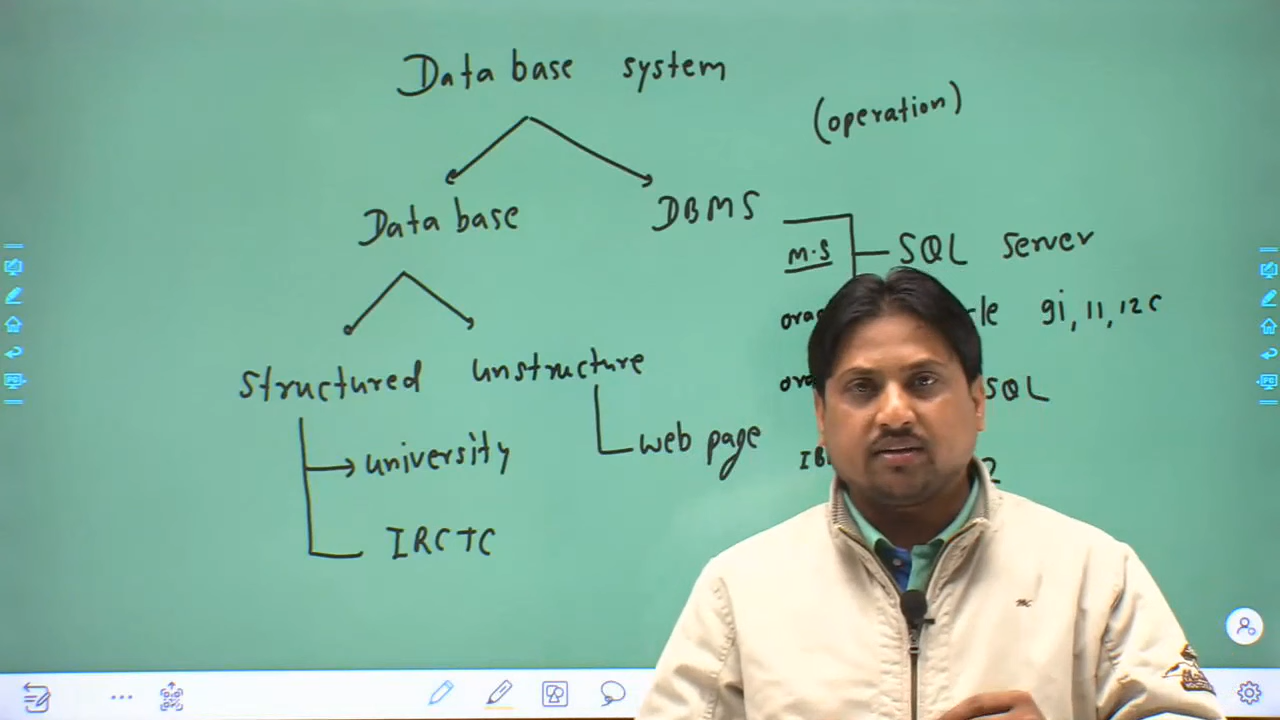 Data base system
(operation)
Data base
DBMS
M.S
SQL Server
9i, 11, 12c
Structured
unstructure
SQL
university
web page
IRCTC